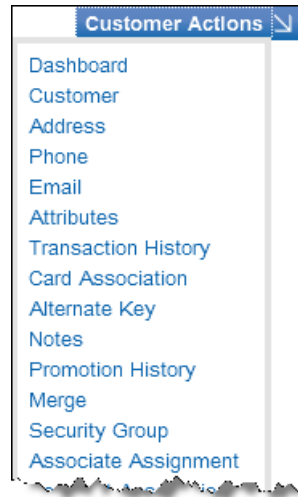 Customer Actions
Dashboard
Customer
Address
Phone
Email
Attributes
Transaction History
Card Association
Alternate Key
Notes
Promotion History
Merge
Security Group
Associate Assignment